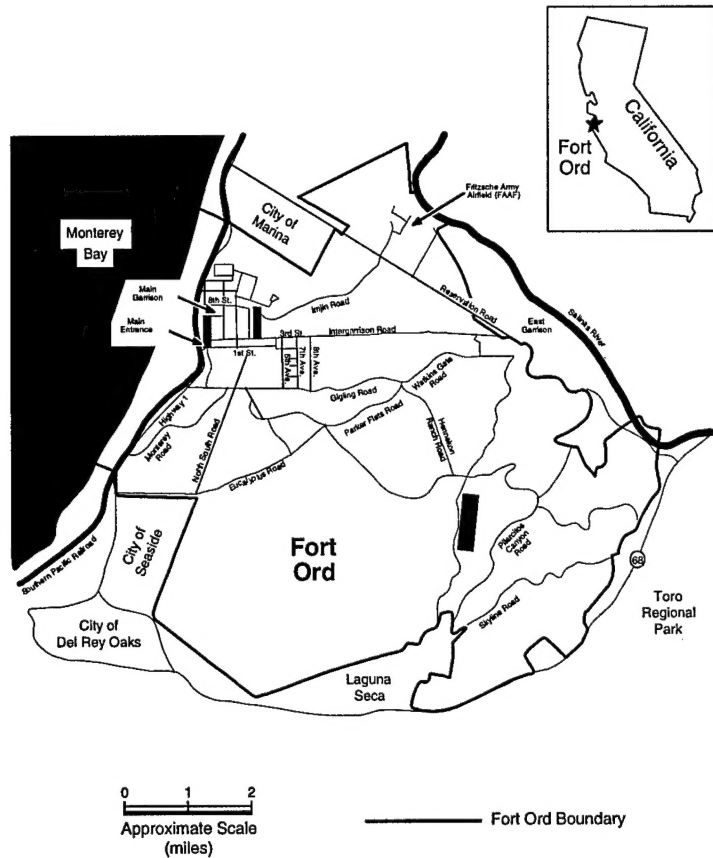 California
Fort
Ord
Fritzsche Army
Airfield (FAAF)
City of
Marina
Monterey
Bay
Main
Garrison
8th St.
Imjin Road
Reservation Road
Salinas River
Main
Entrance
3rd St.
Intergarrison Road
East
Garrison
1st St.
7th Ave.
8th Ave.
Gigling Road
Watkins Gate
Road
Highway 1
Monterey
Road
North South Road
Parker Flats Road
Hennekon
Ranch Road
Eucalyptus Road
Fort
Ord
City of
Seaside
Pilarcitos
Canyon
Road
68
Southern Pacific Railroad
Skyline Road
Toro
Regional
Park
City of
Del Rey Oaks
Laguna
Seca
0 1 2
Approximate Scale
(miles)
Fort Ord Boundary